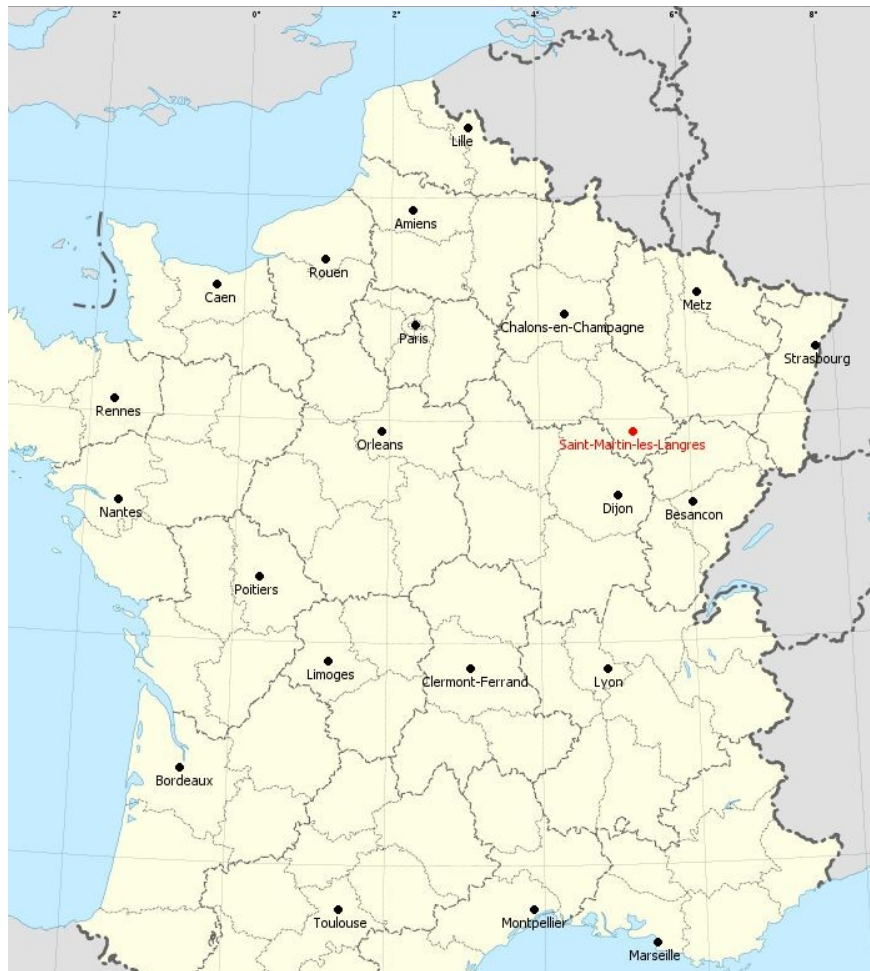 2° 0° 2° 4° 6° 8°
Lille
Amiens
Rouen
Caen
Metz
Chalons-en-Champagne
Paris
Strasbourg
Rennes
Orleans
Saint-Martin-les-Langres
Nantes
Dijon
Besancon
Poitiers
Limoges
Clermont-Ferrand
Lyon
Bordeaux
Toulouse
Montpellier
Marseille